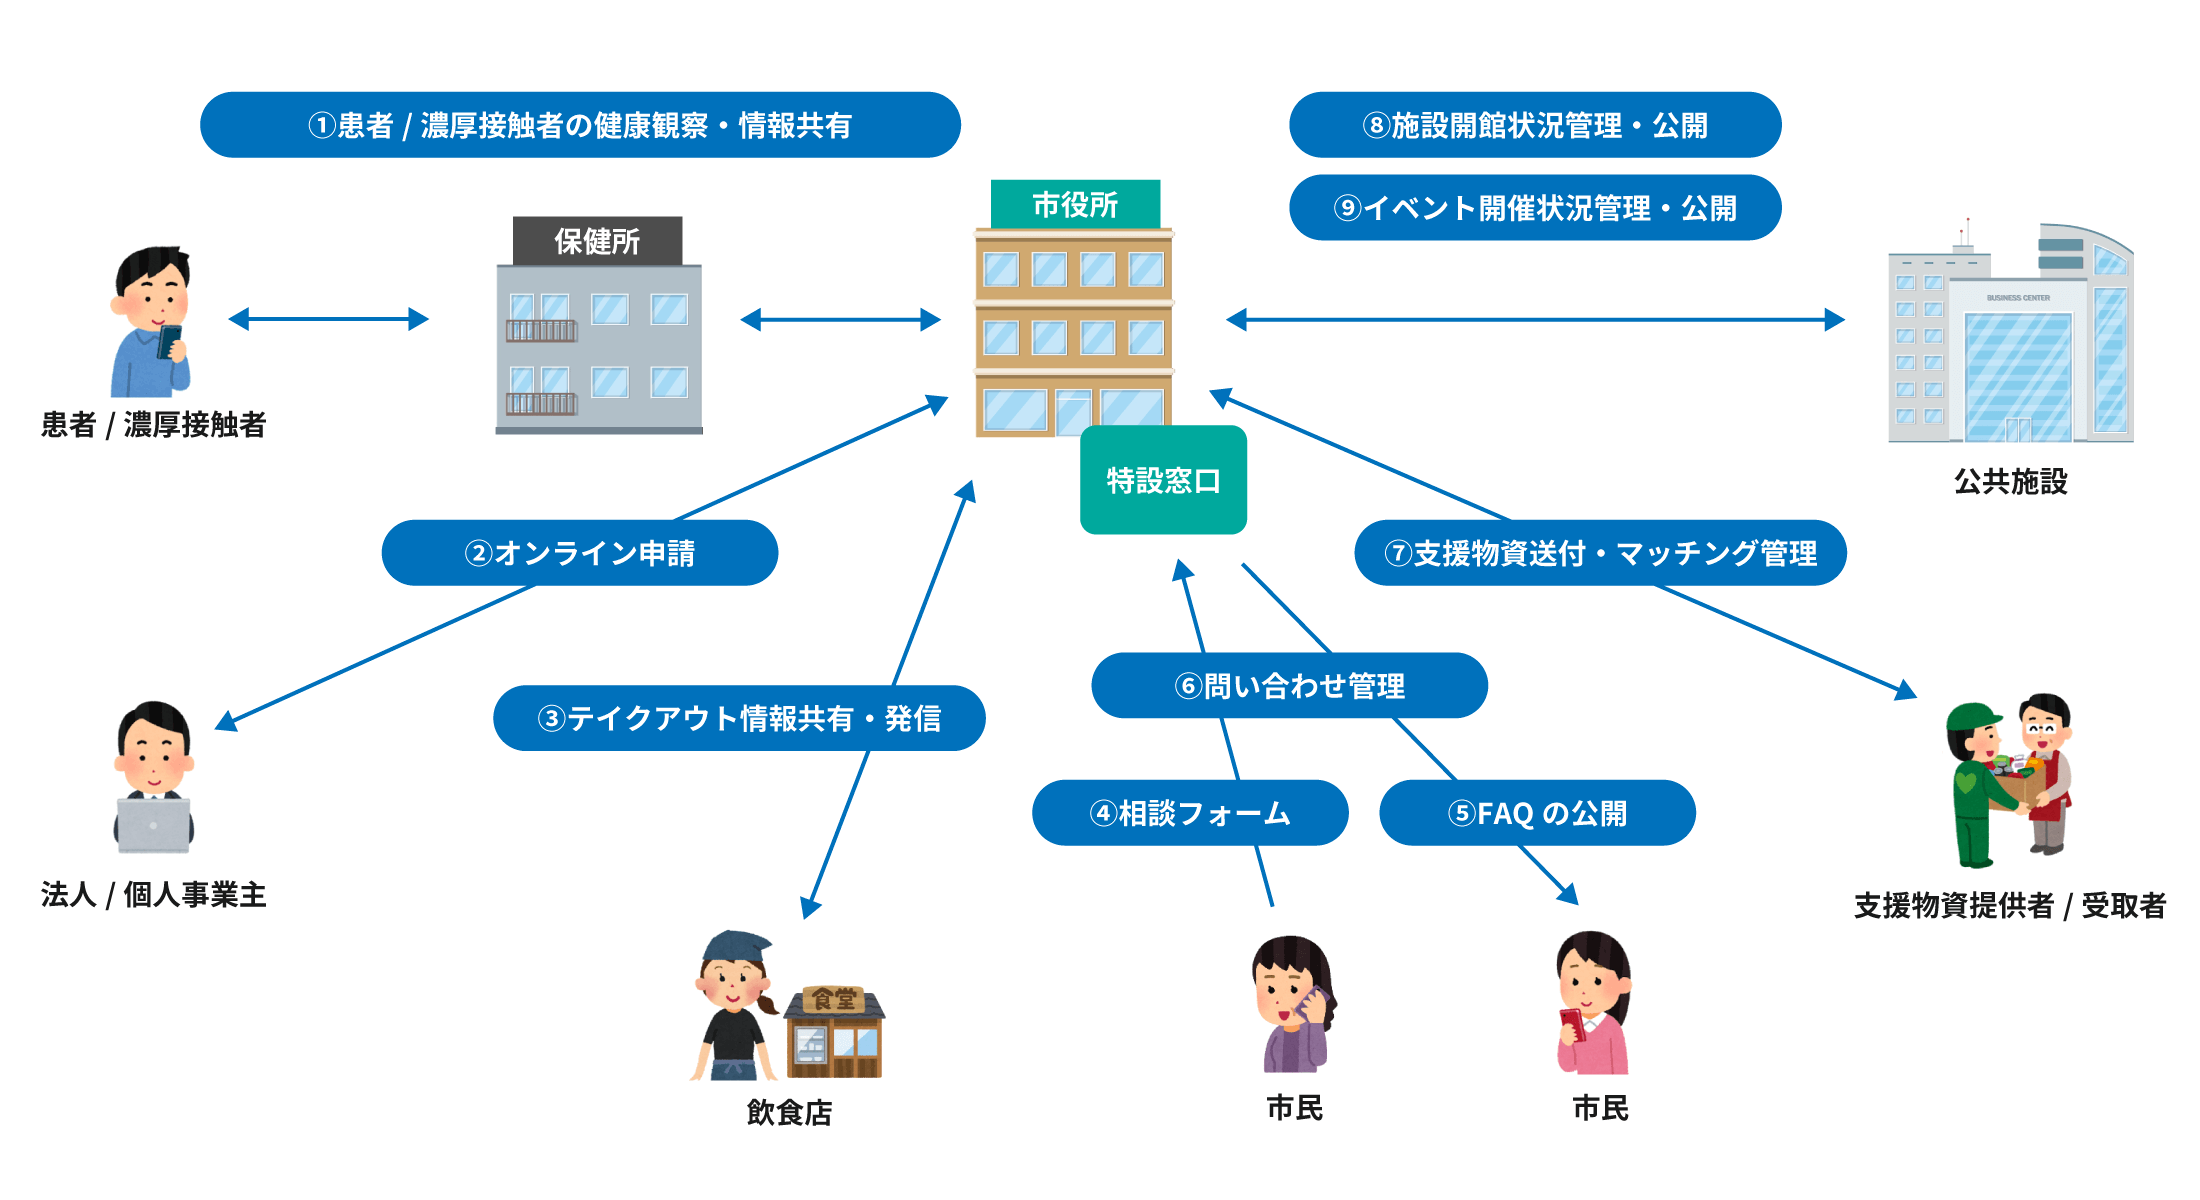 ①患者 / 濃厚接触者の健康観察・情報共有
⑧施設開館状況管理・公開
⑨イベント開催状況管理・公開
市役所
保健所
BUSINESS CENTER
患者 / 濃厚接触者
特設窓口
公共施設
②オンライン申請
⑦支援物資送付・マッチング管理
⑥問い合わせ管理
③テイクアウト情報共有・発信
④相談フォーム
⑤FAQ の公開
法人 / 個人事業主
支援物資提供者 / 受取者
食堂
飲食店
市民
市民